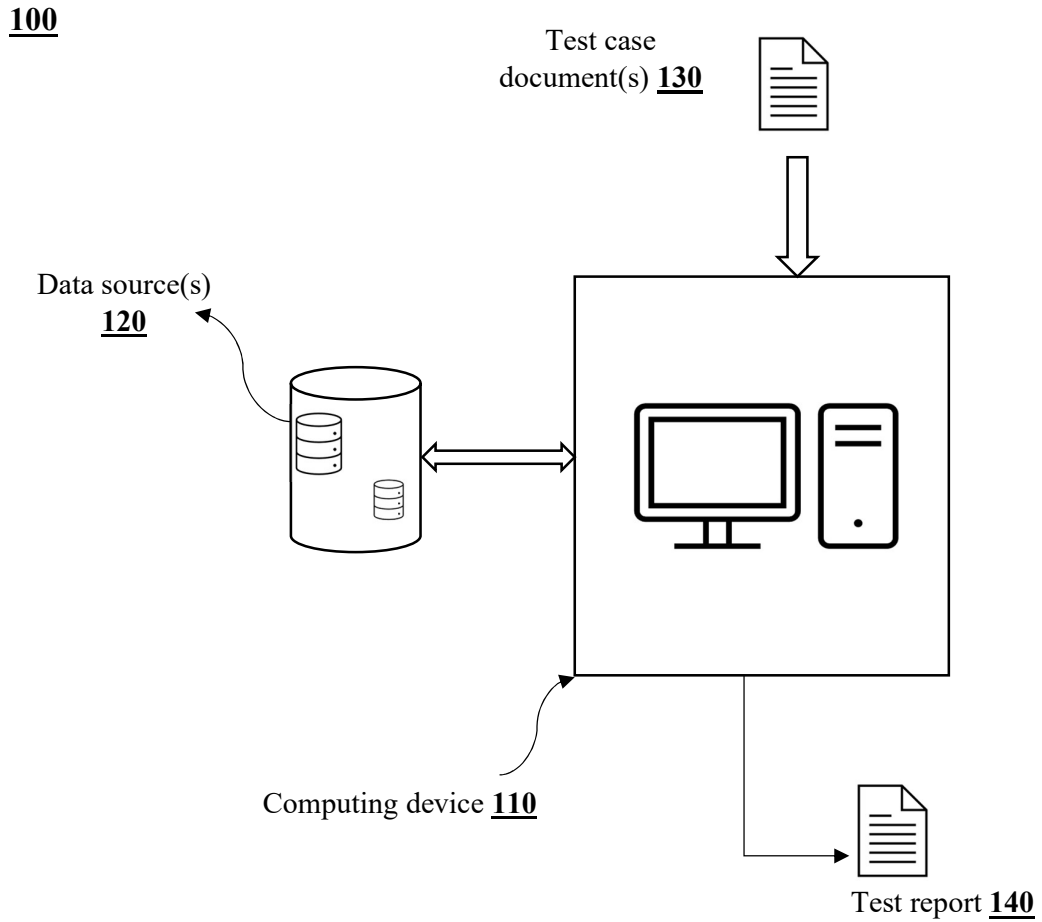 100
Test case
document(s) 130
Data source(s)
120
Computing device 110
Test report 140